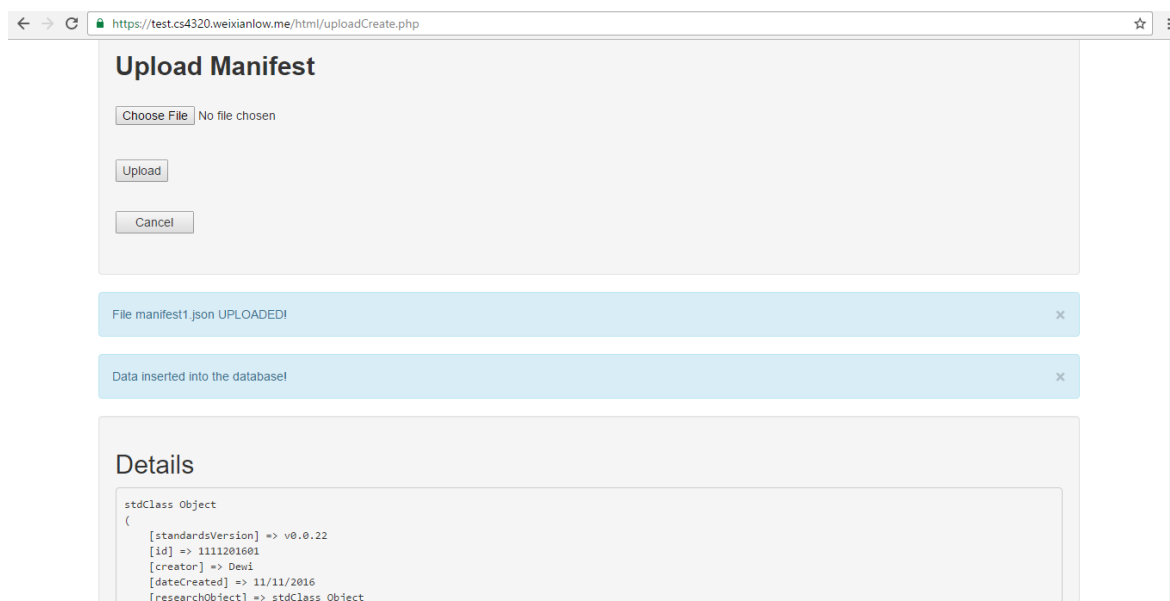 https://test.cs4320.weixianlow.me/html/uploadCreate.php
Upload Manifest
Choose File No file chosen
Upload
Cancel
File manifest1.json UPLOADED!
×
Data inserted into the database!
×
Details
stdClass Object
(
[standardsVersion] => v0.0.22
[id] => 1111201601
[creator] => Dewi
[dateCreated] => 11/11/2016
[researchObject] => stdClass Object